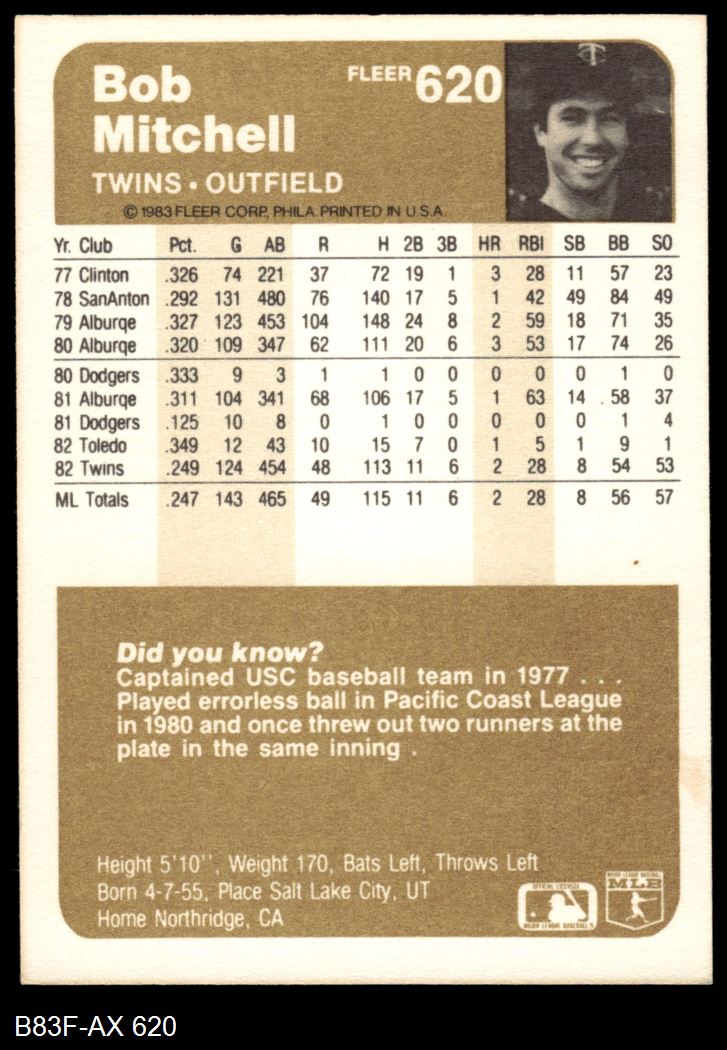 Bob
Mitchell
FLEER 620
TWINS • OUTFIELD
© 1983 FLEER CORP., PHILA. PRINTED IN U.S.A.
Yr. Club Pct. G AB R H 2B 3B HR RBI SB BB SO
77 Clinton .326 74 221 37 72 19 1 3 28 11 57 23
78 SanAnton .292 131 480 76 140 17 5 1 42 49 84 49
79 Alburqe .327 123 453 104 148 24 8 2 59 18 71 35
80 Alburqe .320 109 347 62 111 20 6 3 53 17 74 26
80 Dodgers .333 9 3 1 1 0 0 0 0 0 1 0
81 Alburqe .311 104 341 68 106 17 5 1 63 14 58 37
81 Dodgers .125 10 8 0 1 0 0 0 0 0 1 4
82 Toledo .349 12 43 10 15 7 0 1 5 1 9 1
82 Twins .249 124 454 48 113 11 6 2 28 8 54 53
ML Totals .247 143 465 49 115 11 6 2 28 8 56 57
Did you know?
Captained USC baseball team in 1977 . . .
Played errorless ball in Pacific Coast League
in 1980 and once threw out two runners at the
plate in the same inning .
Height 5'10'', Weight 170, Bats Left, Throws Left
Born 4-7-55, Place Salt Lake City, UT
Home Northridge, CA
OFFICIAL LICENSEE
MAJOR LEAGUE BASEBALL
MAJOR LEAGUE BASEBALL
MLB
B83F-AX 620